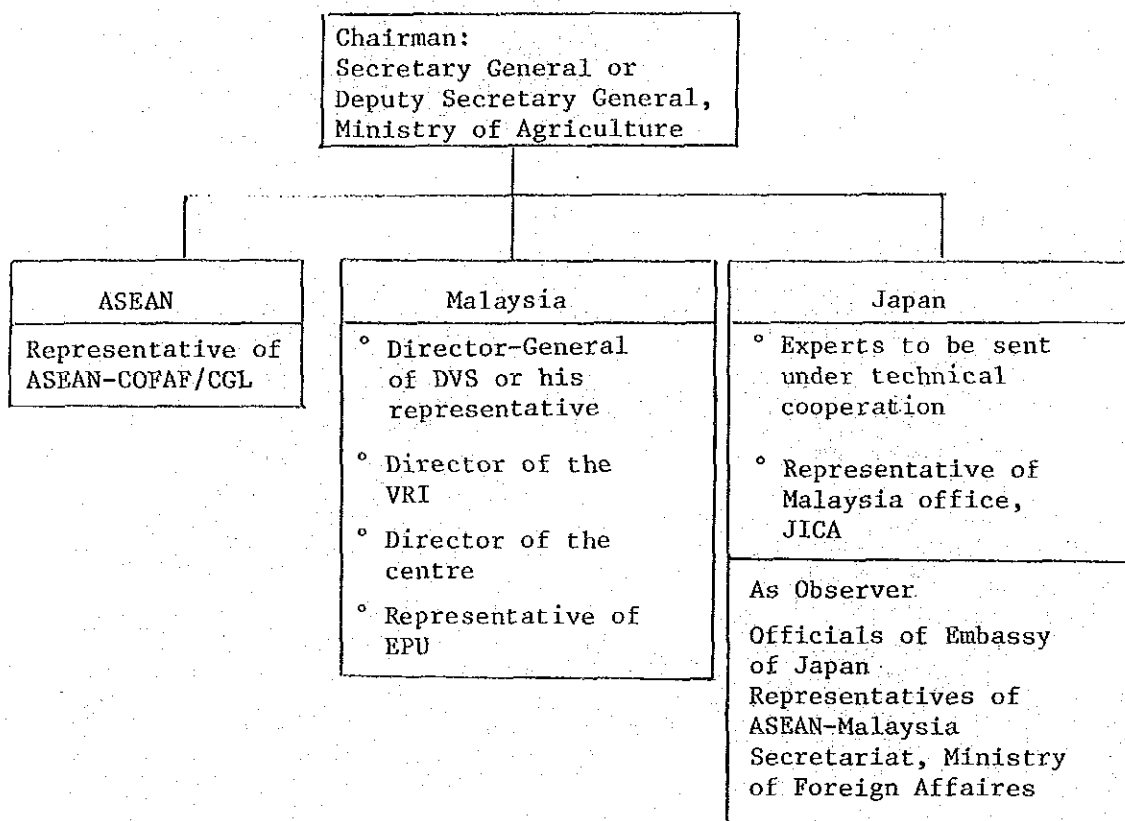 Chairman:
Secretary General or
Deputy Secretary General,
Ministry of Agriculture
ASEAN
Representative of
ASEAN-COFAF/CGL
Malaysia
° Director-General
of DVS or his
representative
° Director of the
VRI
° Director of the
centre
° Representative of
EPU
Japan
° Experts to be sent
under technical
cooperation
° Representative of
Malaysia office,
JICA
As Observer
Officials of Embassy
of Japan
Representatives of
ASEAN-Malaysia
Secretariat, Ministry
of Foreign Affaires